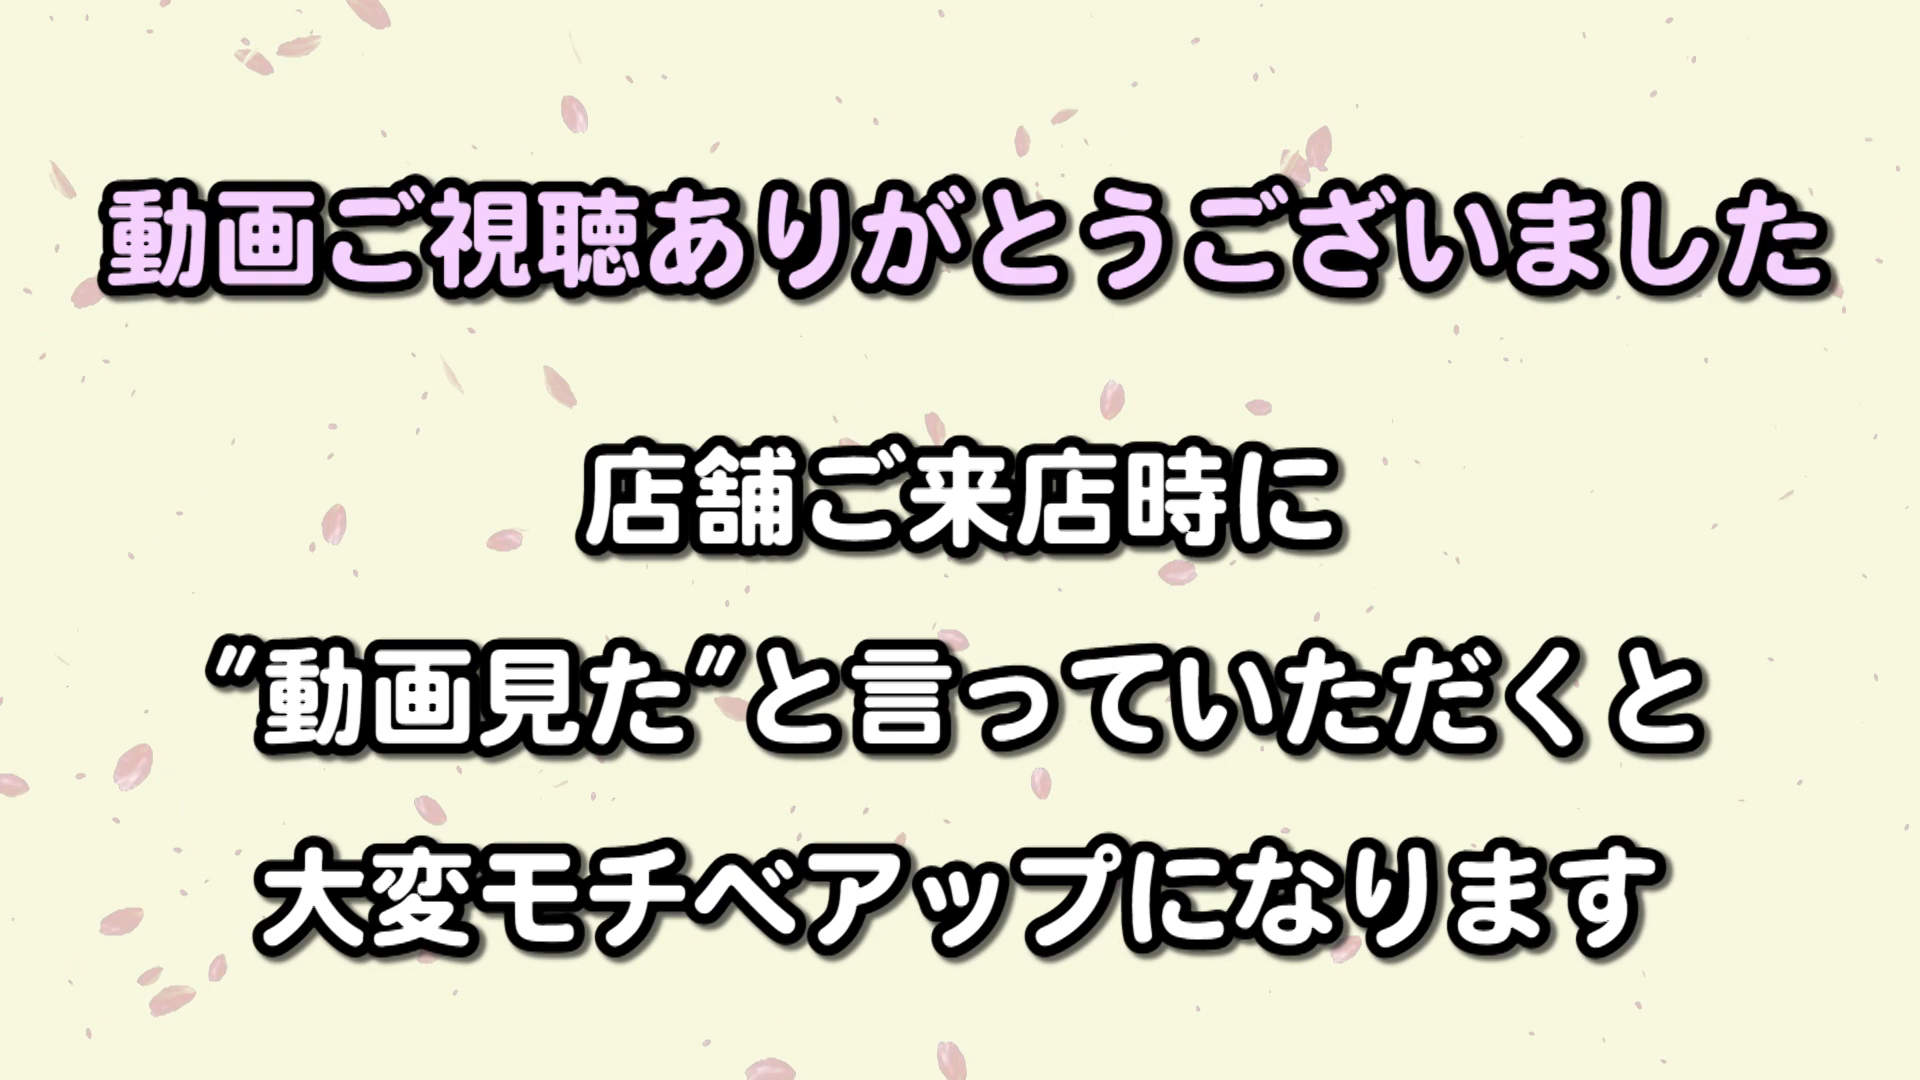 動画ご視聴ありがとうございました
店舗ご来店時に
"動画見た"と言っていただくと
大変モチベアップになります